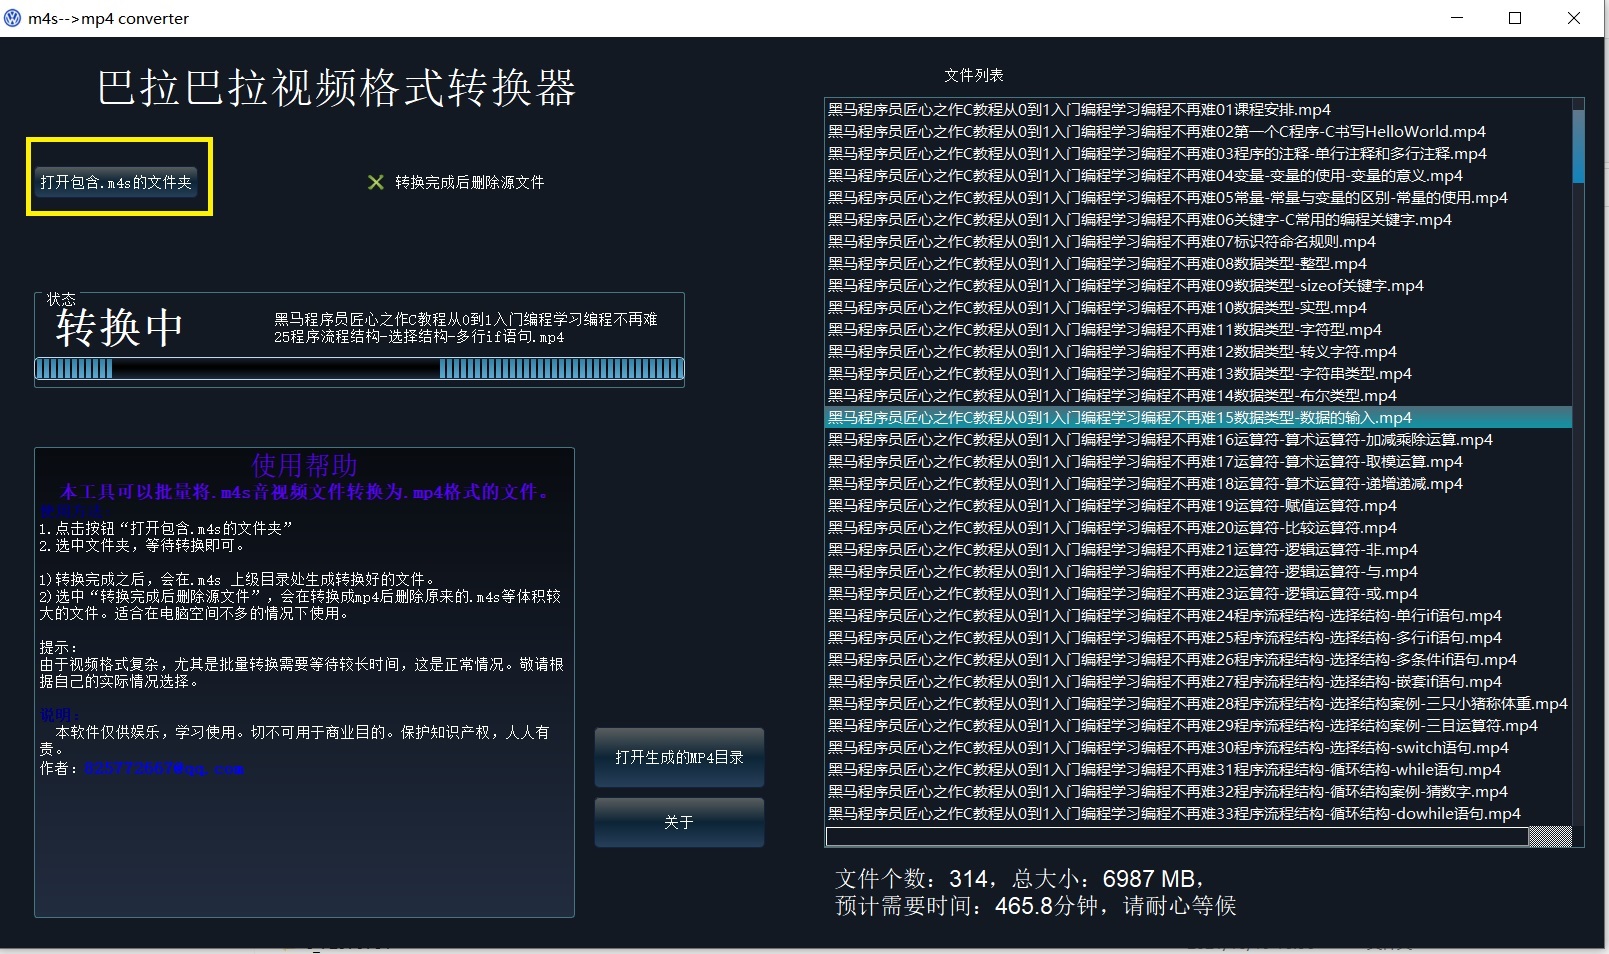 m4s-->mp4 converter
巴拉巴拉视频格式转换器
打开包含.m4s的文件夹
转换完成后删除源文件
状态
转换中
黑马程序员匠心之作C教程从0到1入门编程学习编程不再难
25程序流程结构-选择结构-多行if语句.mp4
使用帮助
本工具可以批量将.m4s音视频文件转换为.mp4格式的文件。
1.点击按钮“打开包含.m4s的文件夹”
2.选中文件夹，等待转换即可。
1)转换完成之后，会在.m4s 上级目录处生成转换好的文件。
2)选中“转换完成后删除源文件”，会在转换成mp4后删除原来的.m4s等体积较
大的文件。适合在电脑空间不多的情况下使用。
提示：
由于视频格式复杂，尤其是批量转换需要等待较长时间，这是正常情况。敬请根
据自己的实际情况选择。
说明：
本软件仅供娱乐，学习使用。切不可用于商业目的。保护知识产权，人人有
责。
作者：
打开生成的MP4目录
关于
文件列表
黑马程序员匠心之作C教程从0到1入门编程学习编程不再难01课程安排.mp4
黑马程序员匠心之作C教程从0到1入门编程学习编程不再难02第一个C程序-C书写HelloWorld.mp4
黑马程序员匠心之作C教程从0到1入门编程学习编程不再难03程序的注释-单行注释和多行注释.mp4
黑马程序员匠心之作C教程从0到1入门编程学习编程不再难04变量-变量的使用-变量的意义.mp4
黑马程序员匠心之作C教程从0到1入门编程学习编程不再难05常量-常量与变量的区别-常量的使用.mp4
黑马程序员匠心之作C教程从0到1入门编程学习编程不再难06关键字-C常用的编程关键字.mp4
黑马程序员匠心之作C教程从0到1入门编程学习编程不再难07标识符命名规则.mp4
黑马程序员匠心之作C教程从0到1入门编程学习编程不再难08数据类型-整型.mp4
黑马程序员匠心之作C教程从0到1入门编程学习编程不再难09数据类型-sizeof关键字.mp4
黑马程序员匠心之作C教程从0到1入门编程学习编程不再难10数据类型-实型.mp4
黑马程序员匠心之作C教程从0到1入门编程学习编程不再难11数据类型-字符型.mp4
黑马程序员匠心之作C教程从0到1入门编程学习编程不再难12数据类型-转义字符.mp4
黑马程序员匠心之作C教程从0到1入门编程学习编程不再难13数据类型-字符串类型.mp4
黑马程序员匠心之作C教程从0到1入门编程学习编程不再难14数据类型-布尔类型.mp4
黑马程序员匠心之作C教程从0到1入门编程学习编程不再难15数据类型-数据的输入.mp4
黑马程序员匠心之作C教程从0到1入门编程学习编程不再难16运算符-算术运算符-加减乘除运算.mp4
黑马程序员匠心之作C教程从0到1入门编程学习编程不再难17运算符-算术运算符-取模运算.mp4
黑马程序员匠心之作C教程从0到1入门编程学习编程不再难18运算符-算术运算符-递增递减.mp4
黑马程序员匠心之作C教程从0到1入门编程学习编程不再难19运算符-赋值运算符.mp4
黑马程序员匠心之作C教程从0到1入门编程学习编程不再难20运算符-比较运算符.mp4
黑马程序员匠心之作C教程从0到1入门编程学习编程不再难21运算符-逻辑运算符-非.mp4
黑马程序员匠心之作C教程从0到1入门编程学习编程不再难22运算符-逻辑运算符-与.mp4
黑马程序员匠心之作C教程从0到1入门编程学习编程不再难23运算符-逻辑运算符-或.mp4
黑马程序员匠心之作C教程从0到1入门编程学习编程不再难24程序流程结构-选择结构-单行if语句.mp4
黑马程序员匠心之作C教程从0到1入门编程学习编程不再难25程序流程结构-选择结构-多行if语句.mp4
黑马程序员匠心之作C教程从0到1入门编程学习编程不再难26程序流程结构-选择结构-多条件if语句.mp4
黑马程序员匠心之作C教程从0到1入门编程学习编程不再难27程序流程结构-选择结构-嵌套if语句.mp4
黑马程序员匠心之作C教程从0到1入门编程学习编程不再难28程序流程结构-选择结构案例-三只小猪称体重.mp4
黑马程序员匠心之作C教程从0到1入门编程学习编程不再难29程序流程结构-选择结构案例-三目运算符.mp4
黑马程序员匠心之作C教程从0到1入门编程学习编程不再难30程序流程结构-选择结构-switch语句.mp4
黑马程序员匠心之作C教程从0到1入门编程学习编程不再难31程序流程结构-循环结构-while语句.mp4
黑马程序员匠心之作C教程从0到1入门编程学习编程不再难32程序流程结构-循环结构案例-猜数字.mp4
黑马程序员匠心之作C教程从0到1入门编程学习编程不再难33程序流程结构-循环结构-dowhile语句.mp4
文件个数：314，总大小：6987 MB，
预计需要时间：465.8分钟，请耐心等候